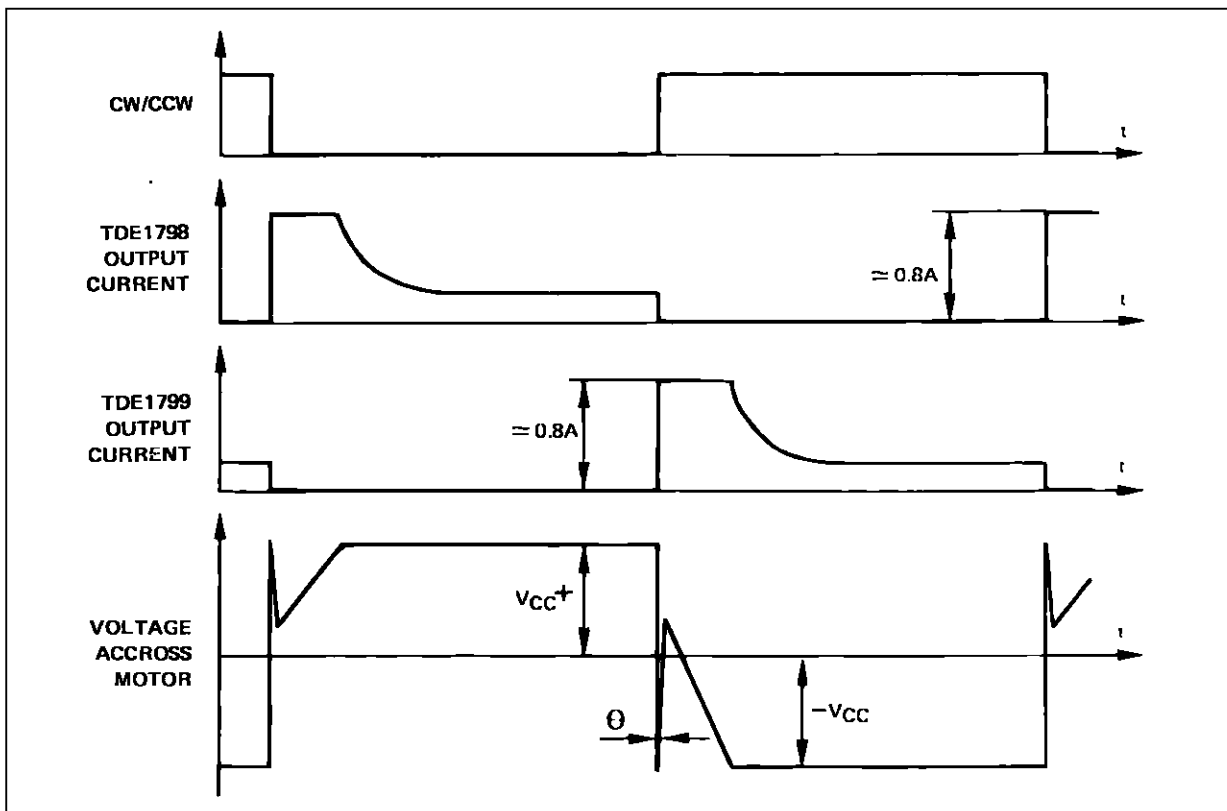 CW/CCW
t
TDE1798
OUTPUT
CURRENT
≃ 0.8A
t
TDE1799
OUTPUT
CURRENT
≃ 0.8A
t
VOLTAGE
ACCROSS
MOTOR
VCC+
t
Θ
−VCC